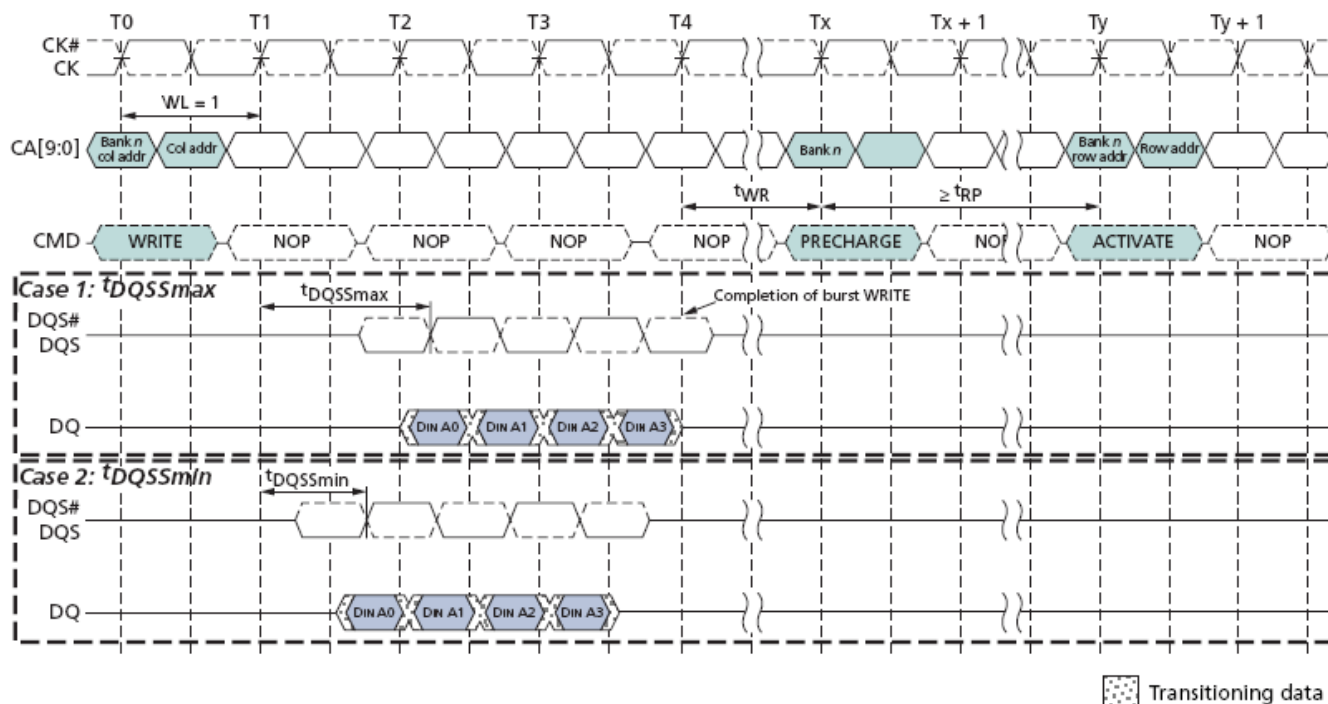 T0 T1 T2 T3 T4 Tx Tx + 1 Ty Ty + 1
CK#
CK
WL = 1
CA[9:0] Bank n col addr Col addr Bank n Bank n row addr Row addr
tWR ≥ tRP
CMD WRITE NOP NOP NOP NOP PRECHARGE NOP ACTIVATE NOP
Case 1: tDQSSmax
tDQSSmax
Completion of burst WRITE
DQS#
DQS
DQ DIN A0 DIN A1 DIN A2 DIN A3
Case 2: tDQSSmin
tDQSSmin
DQS#
DQS
DQ DIN A0 DIN A1 DIN A2 DIN A3
Transitioning data